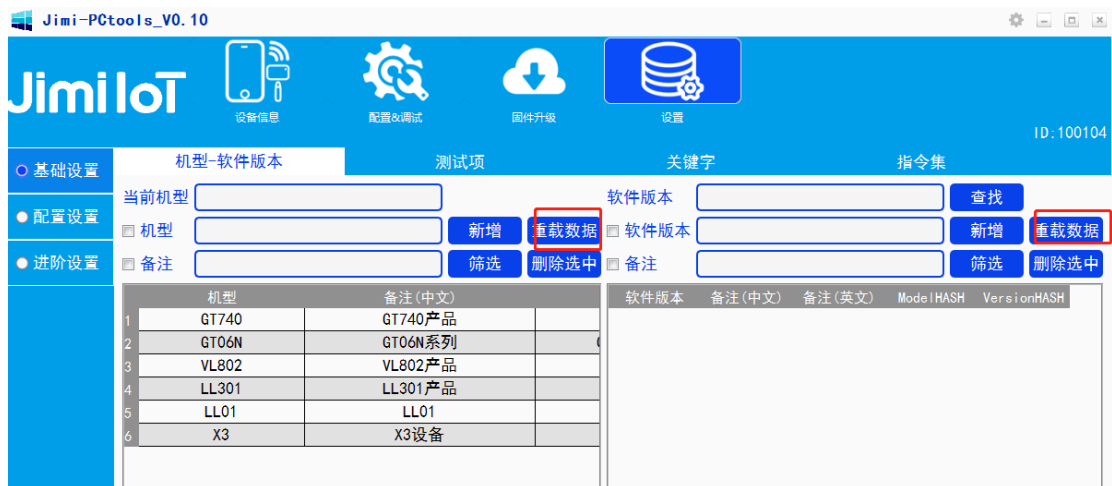 Jimi-PCtools_V0.10
Jimi IoT
设备信息
配置&调试
固件升级
设置
ID:100104
基础设置
配置设置
进阶设置
机型-软件版本 测试项 关键字 指令集
当前机型 软件版本 查找
机型 新增 重载数据 软件版本 新增 重载数据
备注 筛选 删除选中 备注 筛选 删除选中
机型 备注(中文) 软件版本 备注(中文) 备注(英文) ModelHASH VersionHASH
1 GT740 GT740产品
2 GT06N GT06N系列
3 VL802 VL802产品
4 LL301 LL301产品
5 LL01 LL01
6 X3 X3设备